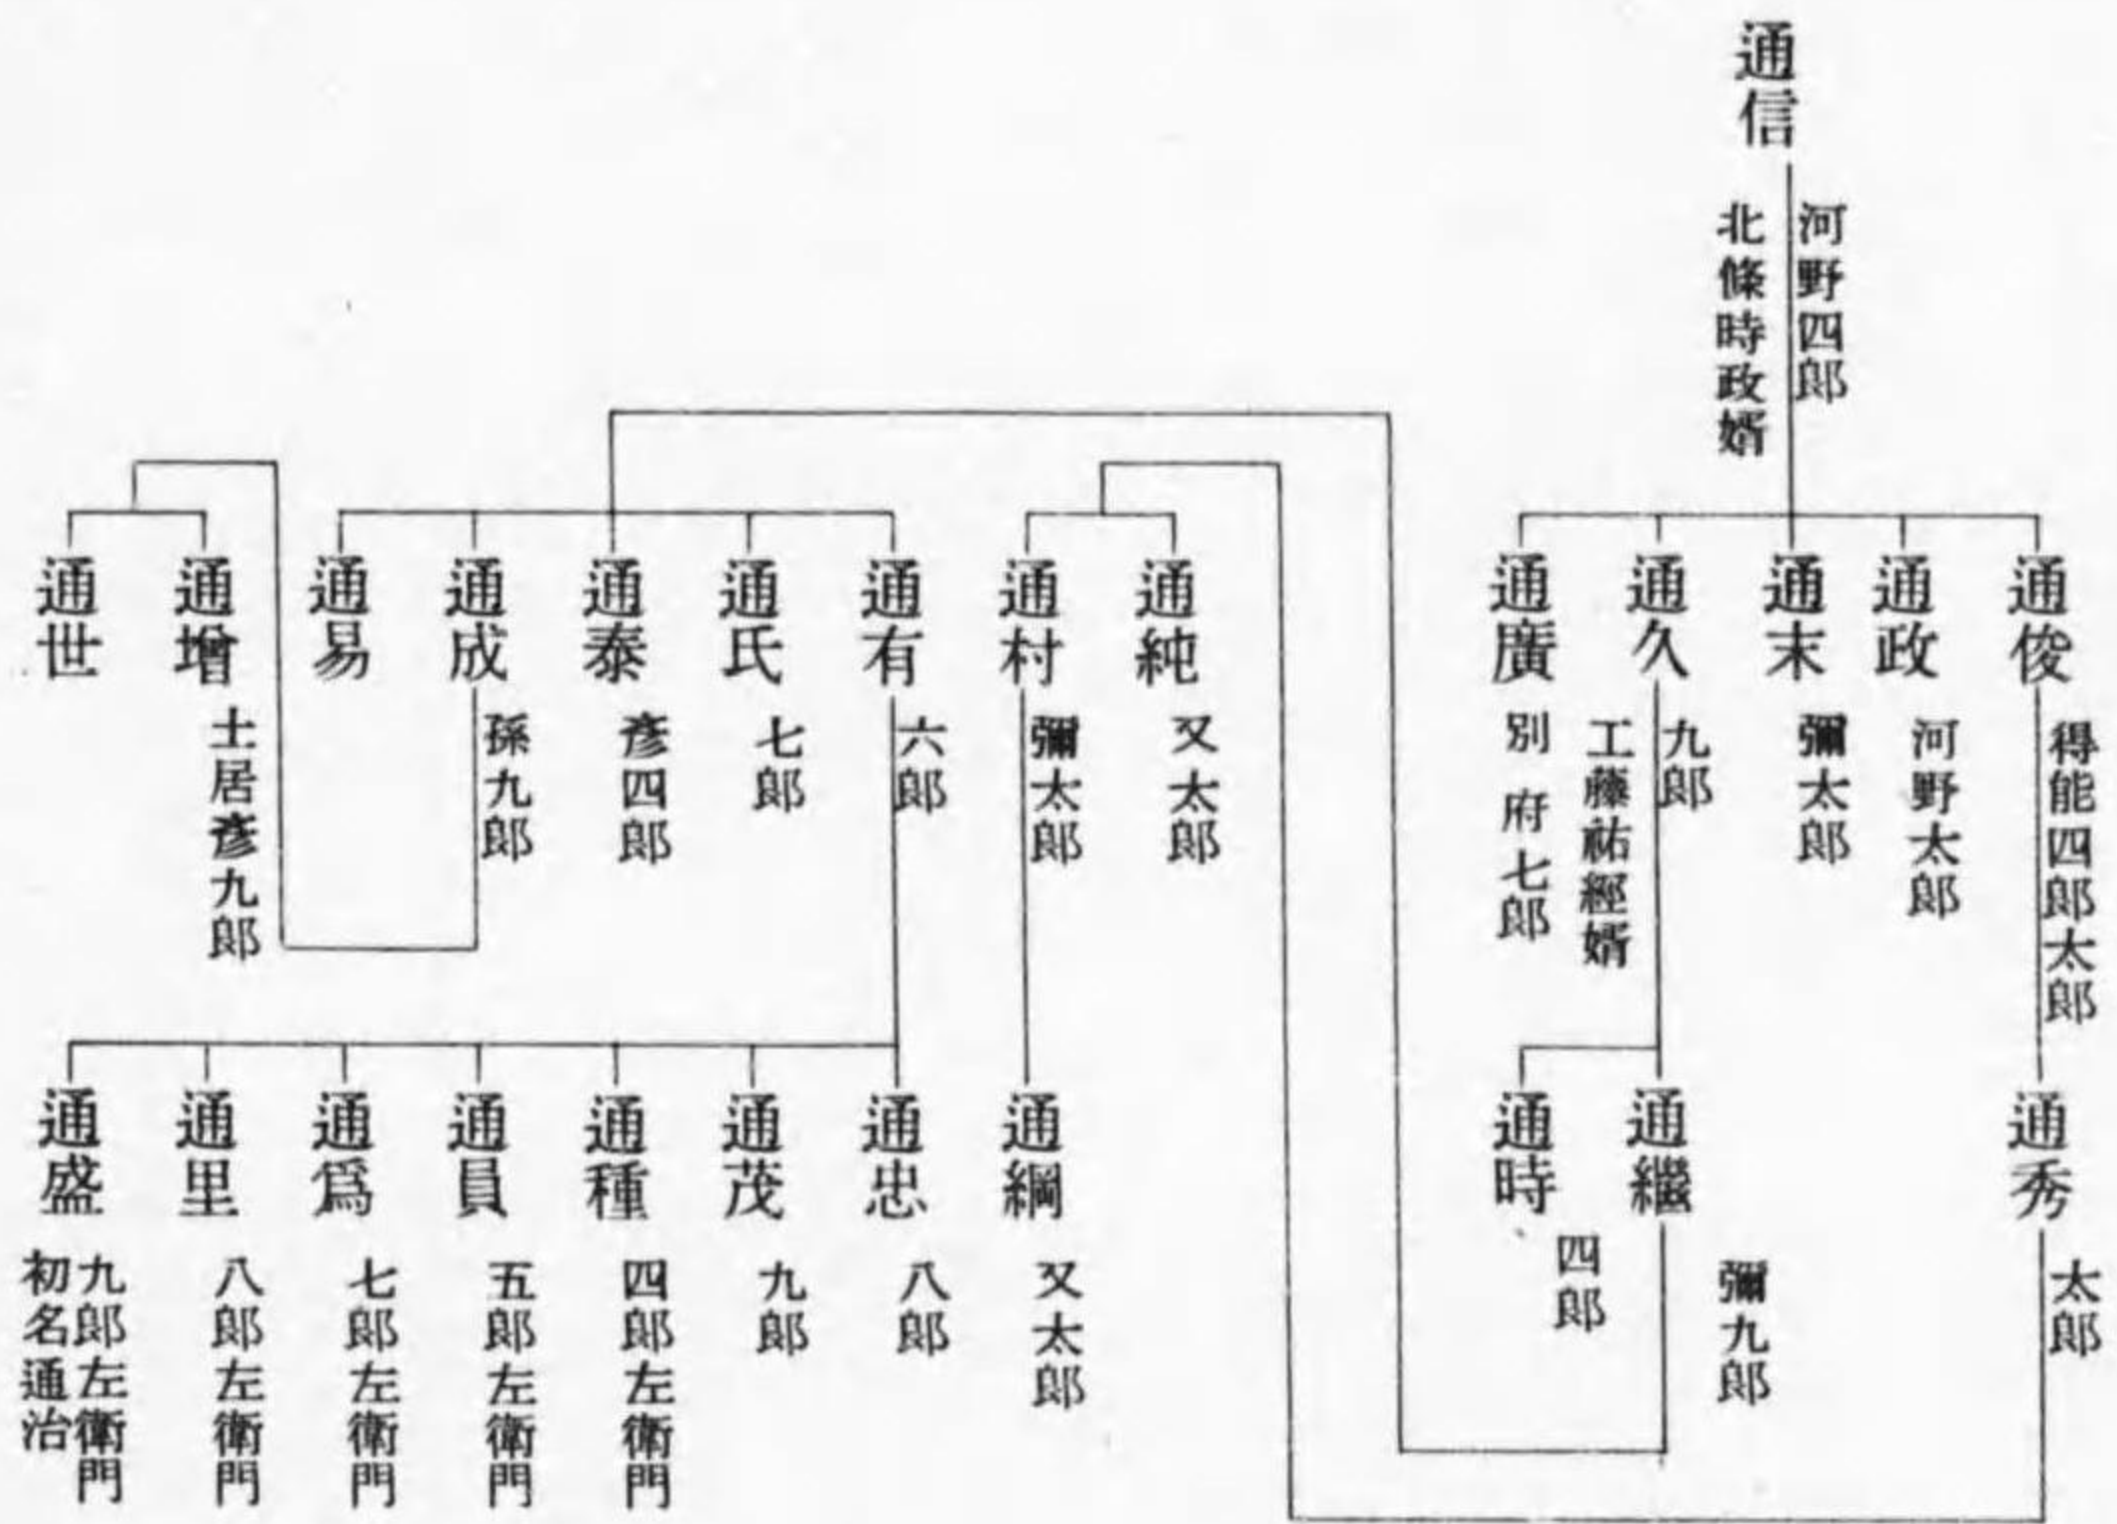 通信
河野四郎
北條時政婿
通俊
得能四郎太郎
通政
河野太郎
通末
彌太郎
通久
九郎
工藤祐經婿
通廣
別府七郎
通秀
太郎
通繼
彌九郎
通時
四郎
通純
又太郎
通村
彌太郎
通有
六郎
通氏
七郎
通泰
彥四郎
通成
孫九郎
通易
通增
土居彥九郎
通世
通綱
又太郎
通忠
八郎
通茂
九郎
通種
四郎左衞門
通員
五郎左衞門
通爲
七郎左衞門
通里
八郎左衞門
通盛
九郎左衞門
初名通治